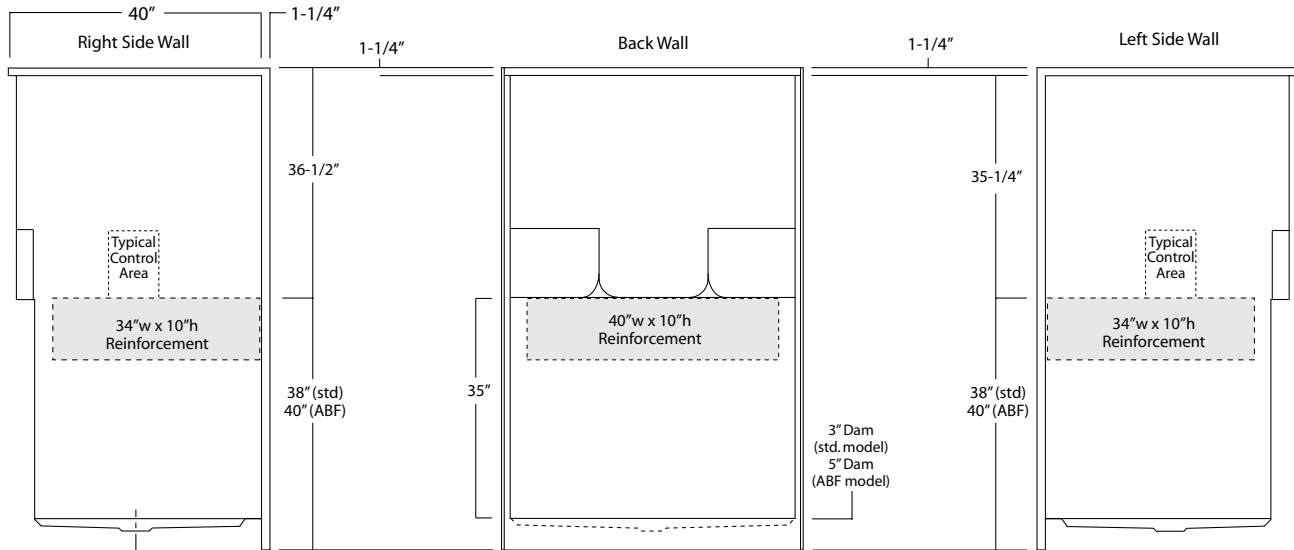 40”
1-1/4”
Right Side Wall
1-1/4”
Back Wall
1-1/4”
Left Side Wall
36-1/2”
35-1/4”
Typical
Control
Area
Typical
Control
Area
34”w x 10”h
Reinforcement
40”w x 10”h
Reinforcement
34”w x 10”h
Reinforcement
38” (std)
40” (ABF)
35”
38” (std)
40” (ABF)
3” Dam
(std. model)
5” Dam
(ABF model)